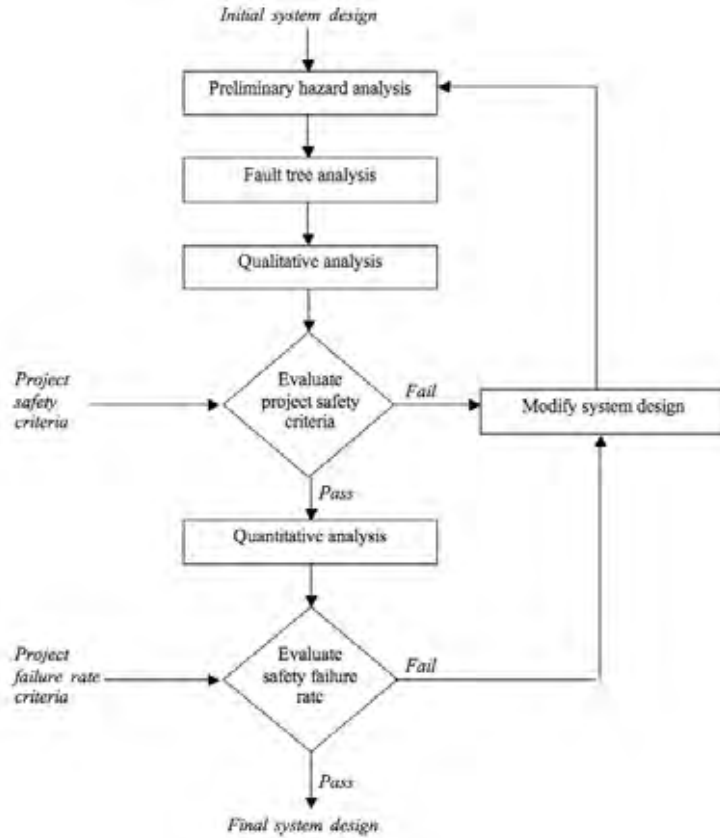 Initial system design
Preliminary hazard analysis
Fault tree analysis
Qualitative analysis
Project
safety
criteria
Evaluate
project safety
criteria
Fail
Modify system design
Pass
Quantitative analysis
Project
failure rate
criteria
Evaluate
safety failure
rate
Fail
Pass
Final system design